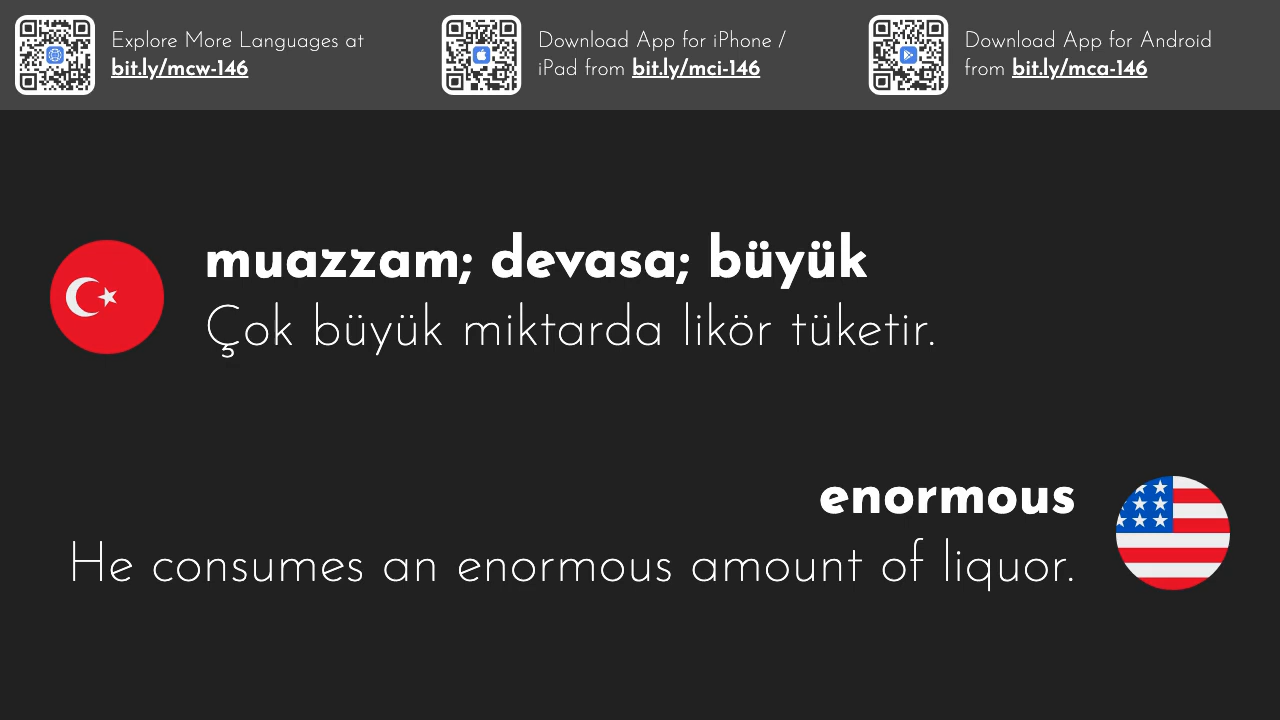 Explore More Languages at
bit.ly/mcw-146
Download App for iPhone /
iPad from bit.ly/mci-146
Download App for Android
from bit.ly/mca-146
muazzam; devasa; büyük
Çok büyük miktarda likör tüketir.
enormous
He consumes an enormous amount of liquor.